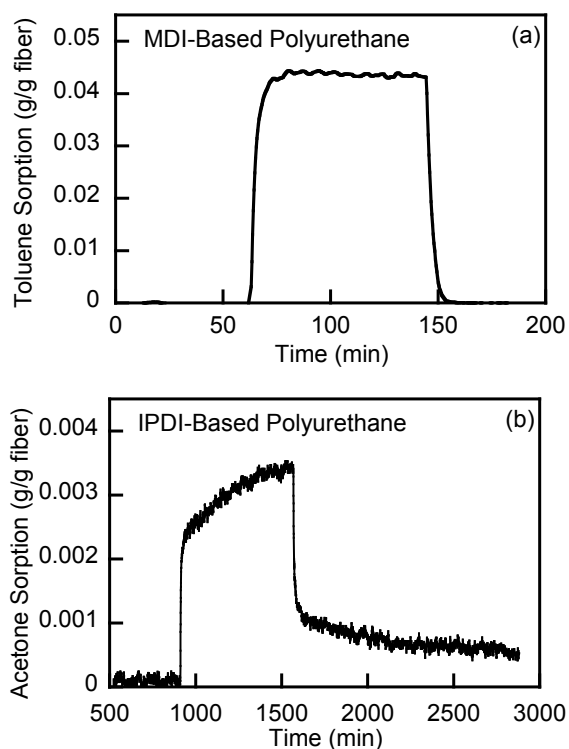 MDI-Based Polyurethane (a)
Toluene Sorption (g/g fiber)
0.05
0.04
0.03
0.02
0.01
0
0 50 100 150 200
Time (min)
IPDI-Based Polyurethane (b)
Acetone Sorption (g/g fiber)
0.004
0.003
0.002
0.001
0
500 1000 1500 2000 2500 3000
Time (min)